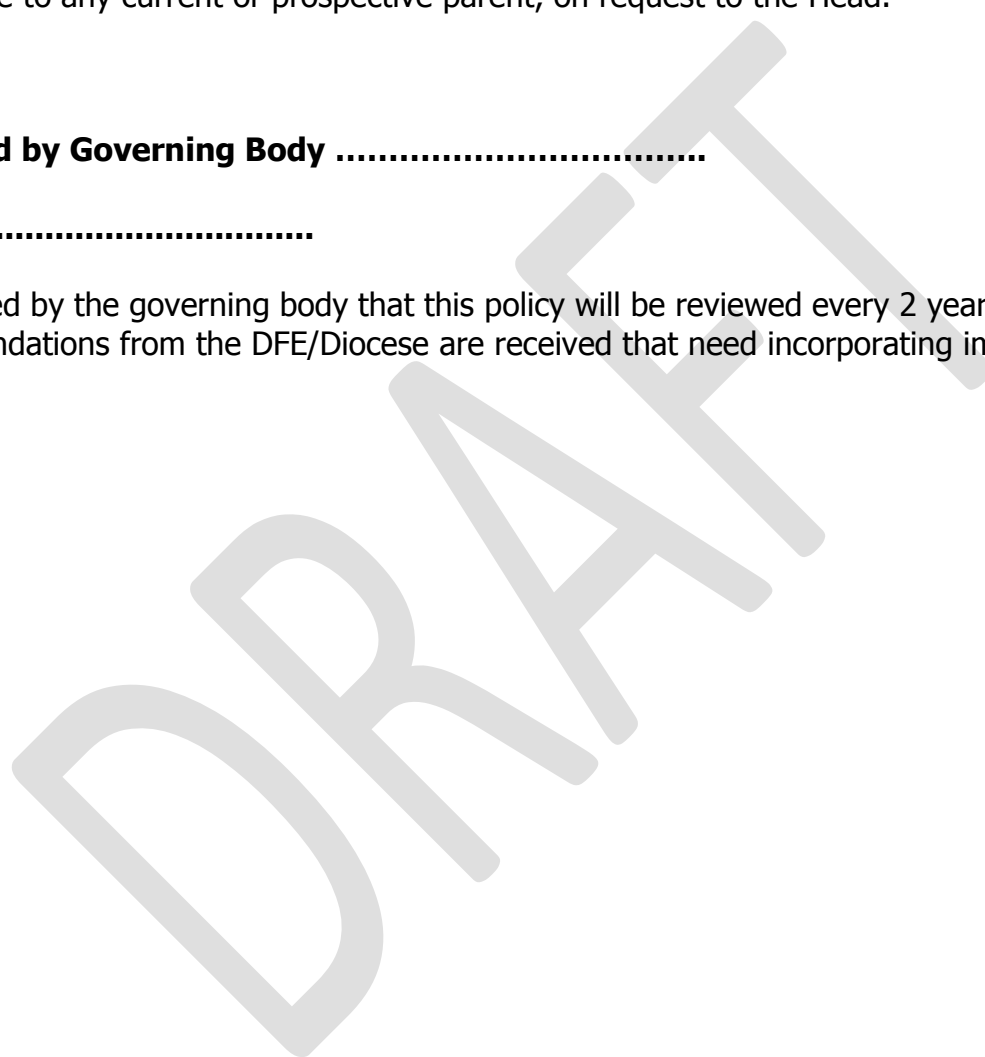 e to any current or prospective parent, on request to the Head.
d by Governing Body ……………………………..
..............................
ed by the governing body that this policy will be reviewed every 2 year
ndations from the DFE/Diocese are received that need incorporating in
DRAFT